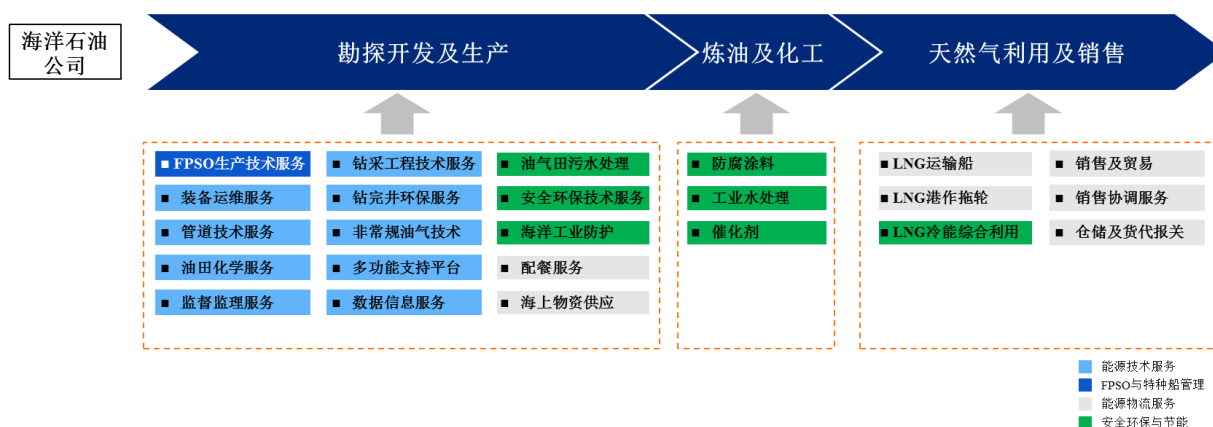 海洋石油
公司
勘探开发及生产
炼油及化工
天然气利用及销售
■ FPSO生产技术服务
■ 装备运维服务
■ 管道技术服务
■ 油田化学服务
■ 监督监理服务
■ 钻采工程技术服务
■ 钻完井环保服务
■ 非常规油气技术
■ 多功能支持平台
■ 数据信息服务
■ 油气田污水处理
■ 安全环保技术服务
■ 海洋工业防护
■ 配餐服务
■ 海上物资供应
■ 防腐涂料
■ 工业水处理
■ 催化剂
■ LNG运输船
■ LNG港作拖轮
■ LNG冷能综合利用
■ 销售及贸易
■ 销售协调服务
■ 仓储及货代报关
能源技术服务
FPSO与特种船管理
能源物流服务
安全环保与节能